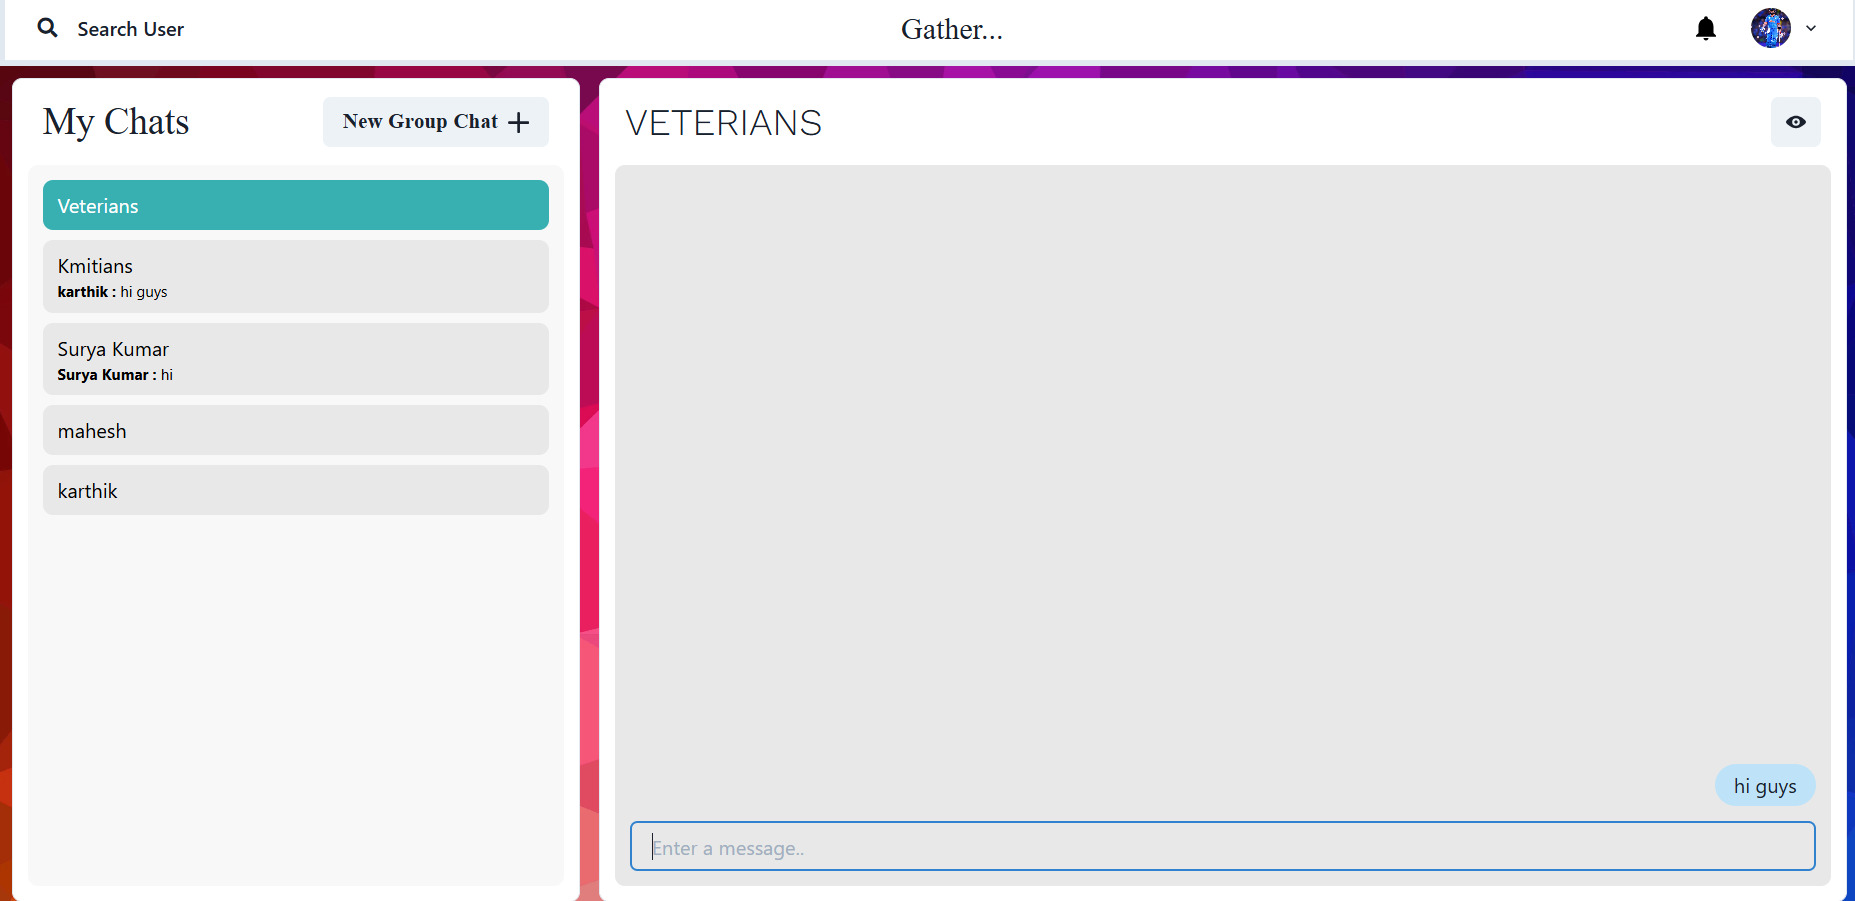 Search User
Gather...
My Chats
New Group Chat
Veterians
Kmitians
karthik : hi guys
Surya Kumar
Surya Kumar : hi
mahesh
karthik
VETERIANS
hi guys
Enter a message..